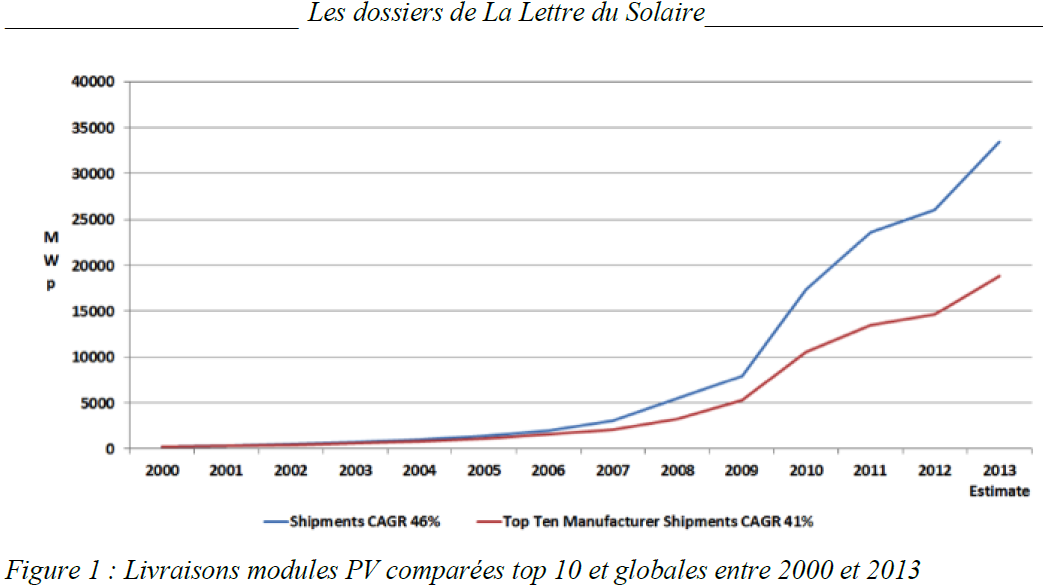 Les dossiers de La Lettre du Solaire
40000
35000
30000
25000
20000
15000
10000
5000
0
M
W
p
2000 2001 2002 2003 2004 2005 2006 2007 2008 2009 2010 2011 2012 2013
Estimate
Shipments CAGR 46% Top Ten Manufacturer Shipments CAGR 41%
Figure 1 : Livraisons modules PV comparées top 10 et globales entre 2000 et 2013